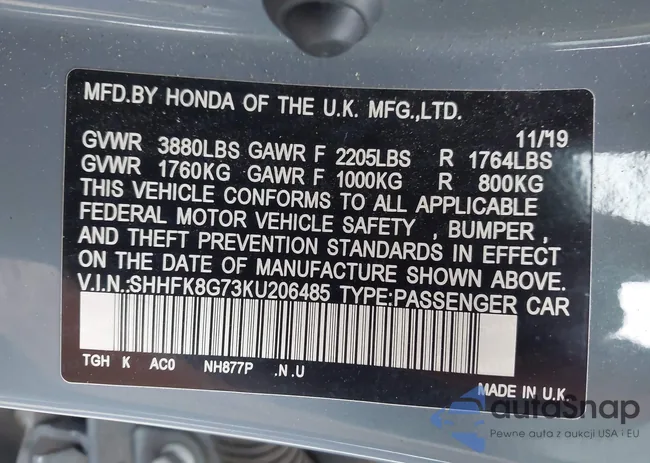 MFD.BY HONDA OF THE U.K. MFG.,LTD.
11/19
GVWR 3880LBS GAWR F 2205LBS R 1764LBS
GVWR 1760KG GAWR F 1000KG R 800KG
THIS VEHICLE CONFORMS TO ALL APPLICABLE
FEDERAL MOTOR VEHICLE SAFETY , BUMPER ,
AND THEFT PREVENTION STANDARDS IN EFFECT
ON THE DATE OF MANUFACTURE SHOWN ABOVE.
V.I.N.:SHHFK8G73KU206485 TYPE:PASSENGER CAR
TGH K AC0 NH877P .N.U
MADE IN U.K.
autoSnap
Pewne auta z aukcji USA i EU